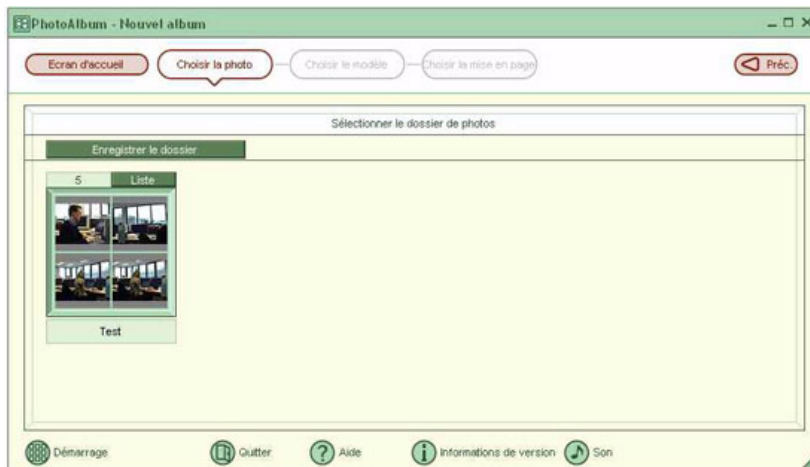 PhotoAlbum - Nouvel album
Ecran d'accueil Choisir la photo Choisir le modèle Choisir la mise en page Préc.
Sélectionner le dossier de photos
Enregistrer le dossier
5 Liste
Test
Démarrage Quitter ? Aide i Informations de version Son